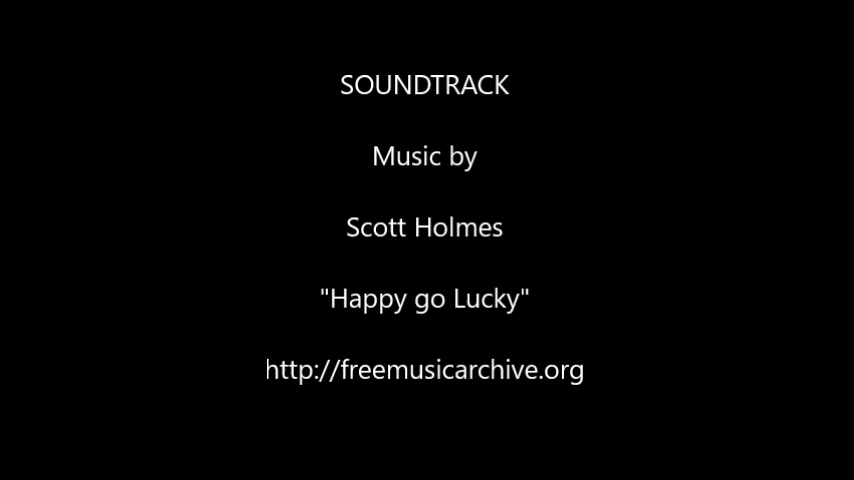 SOUNDTRACK
Music by
Scott Holmes
"Happy go Lucky"
http://freemusicarchive.org